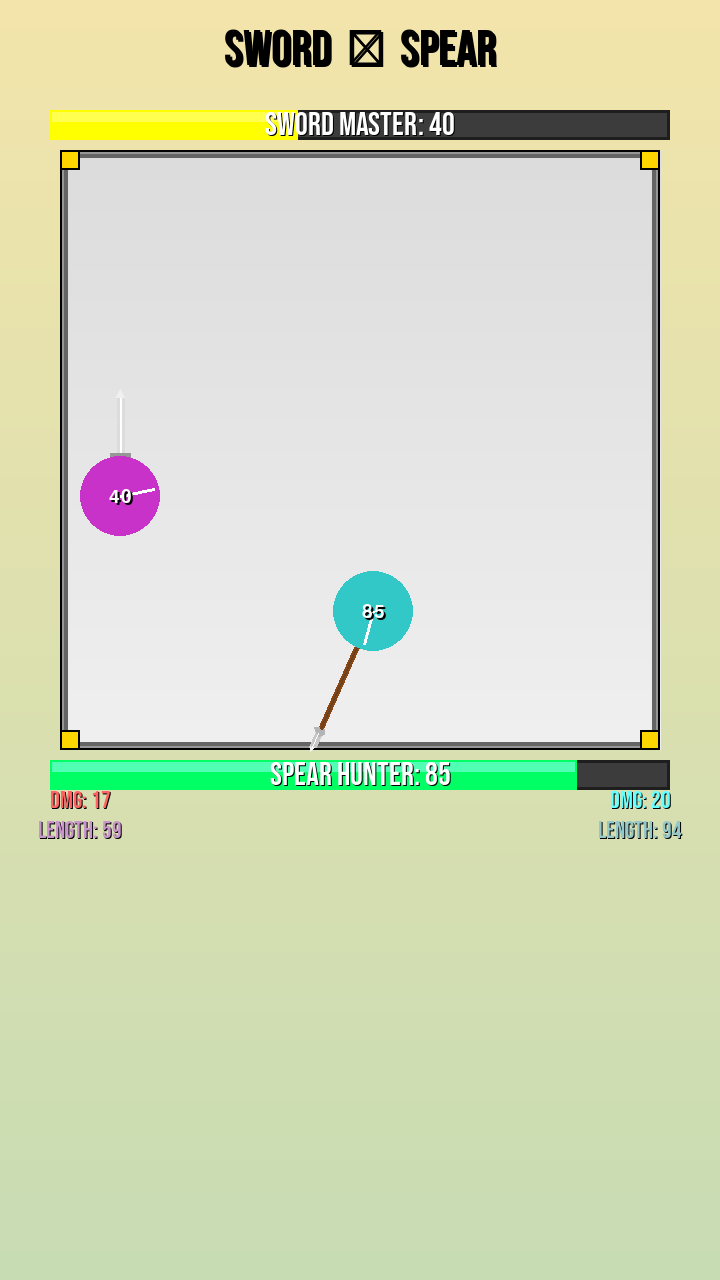 SWORD SPEAR
SWORD MASTER: 40
40
85
SPEAR HUNTER: 85
DMG: 17
DMG: 20
LENGTH: 59
LENGTH: 94